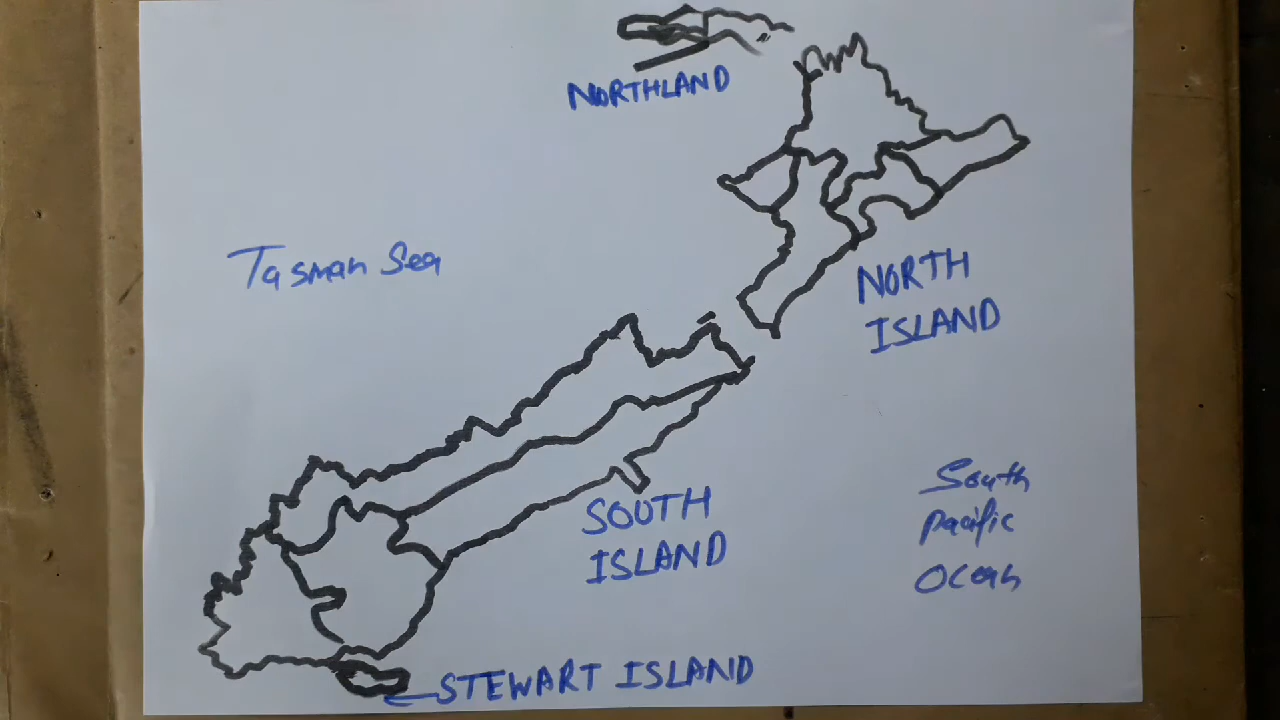 NORTHLAND
Tasman Sea
NORTH
ISLAND
South
Pacific
Ocean
SOUTH
ISLAND
STEWART ISLAND